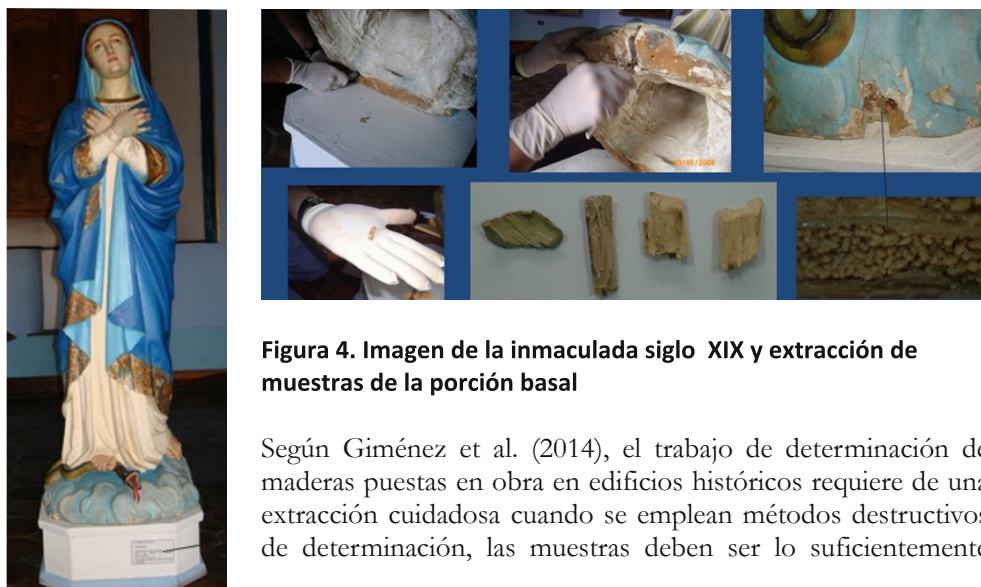 Figura 4. Imagen de la inmaculada siglo XIX y extracción de
muestras de la porción basal
Según Giménez et al. (2014), el trabajo de determinación de
maderas puestas en obra en edificios históricos requiere de una
extracción cuidadosa cuando se emplean métodos destructivos
de determinación, las muestras deben ser lo suficientemente